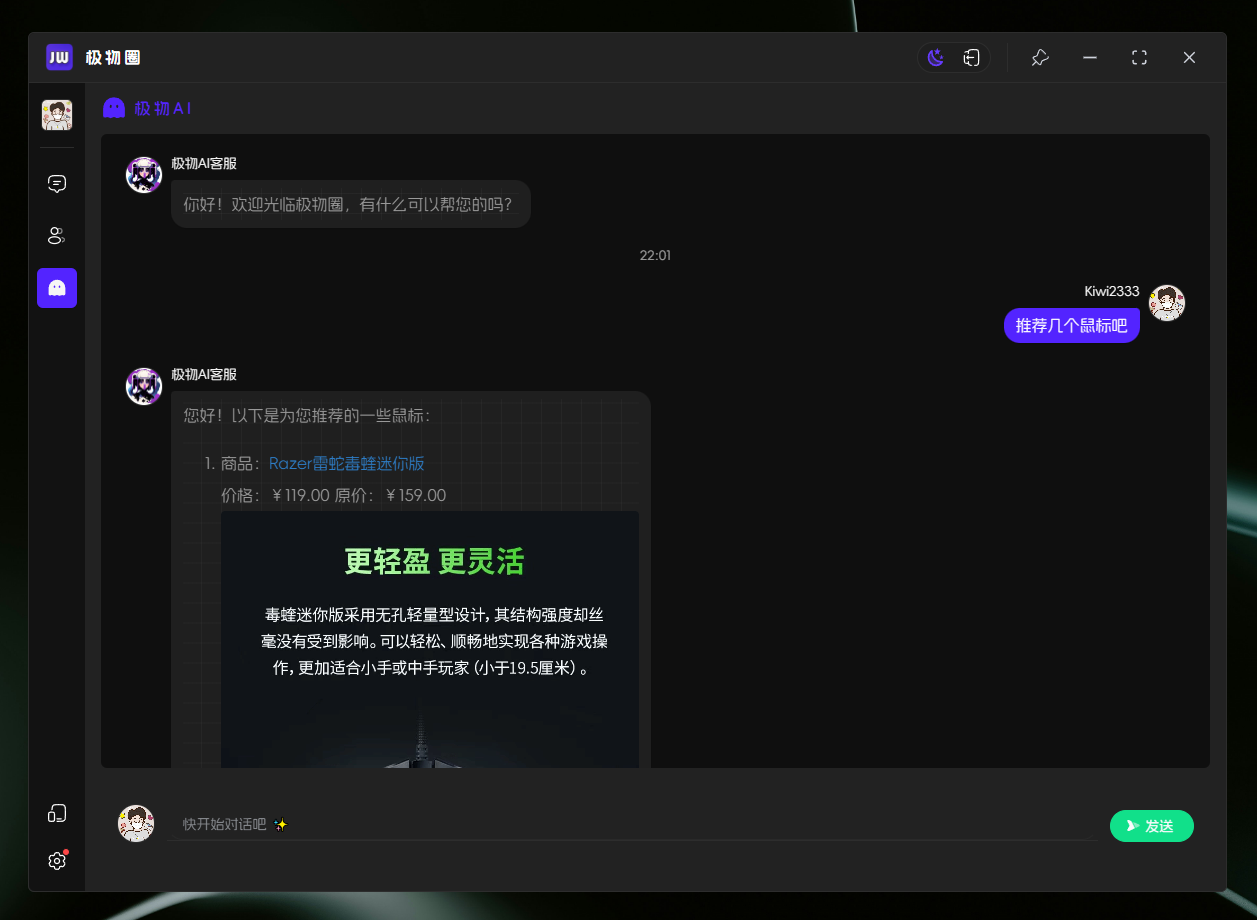 JW 极物圈
极物AI
极物AI客服
你好！欢迎光临极物圈，有什么可以帮您的吗？
22:01
Kiwi2333
推荐几个鼠标吧
极物AI客服
您好！以下是为您推荐的一些鼠标：
1. 商品：Razer雷蛇毒蝰迷你版
价格：￥119.00 原价：￥159.00
更轻盈 更灵活
毒蝰迷你版采用无孔轻量型设计，其结构强度却丝
毫没有受到影响。可以轻松、顺畅地实现各种游戏操
作，更加适合小手或中手玩家（小于19.5厘米）。
快开始对话吧 ✨
发送